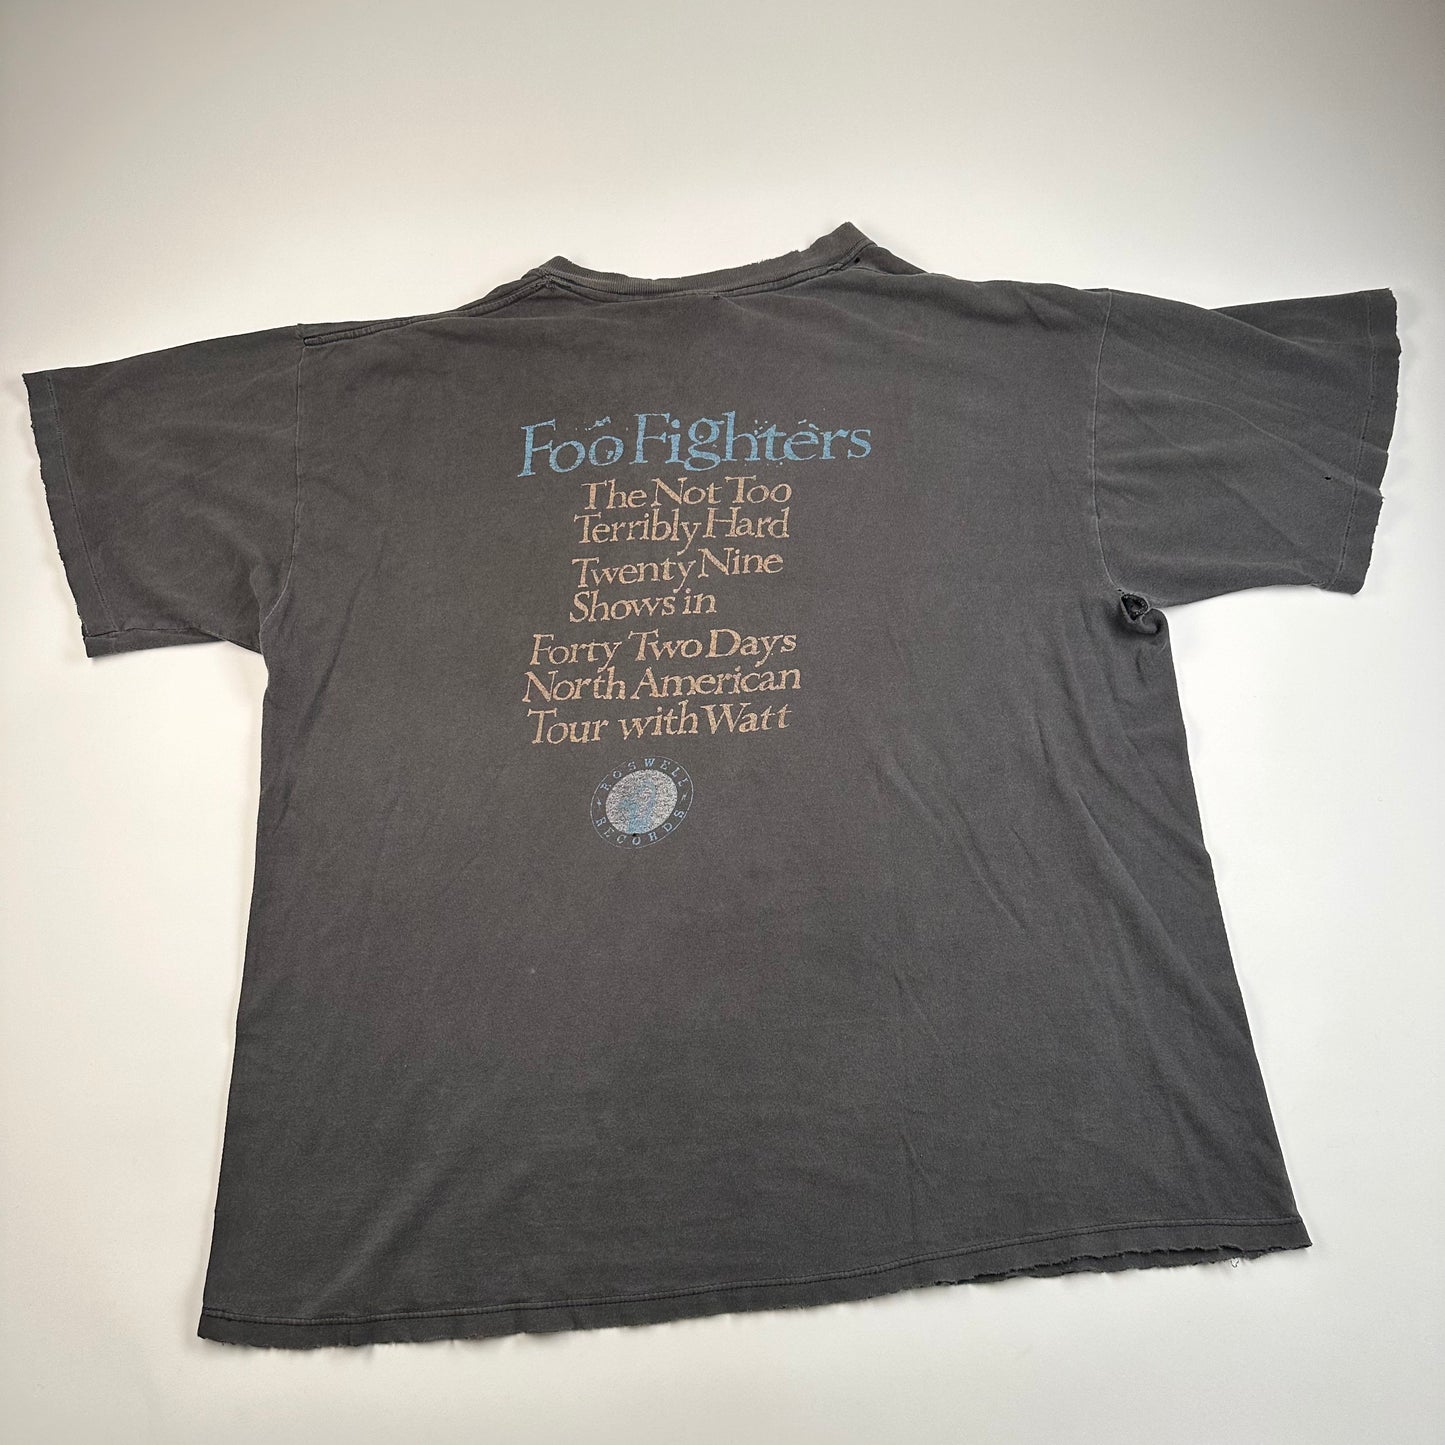 Foo Fighters
The Not Too
Terribly Hard
Twenty Nine
Shows in
Forty Two Days
North American
Tour with Watt
ROSWELL
RECORDS